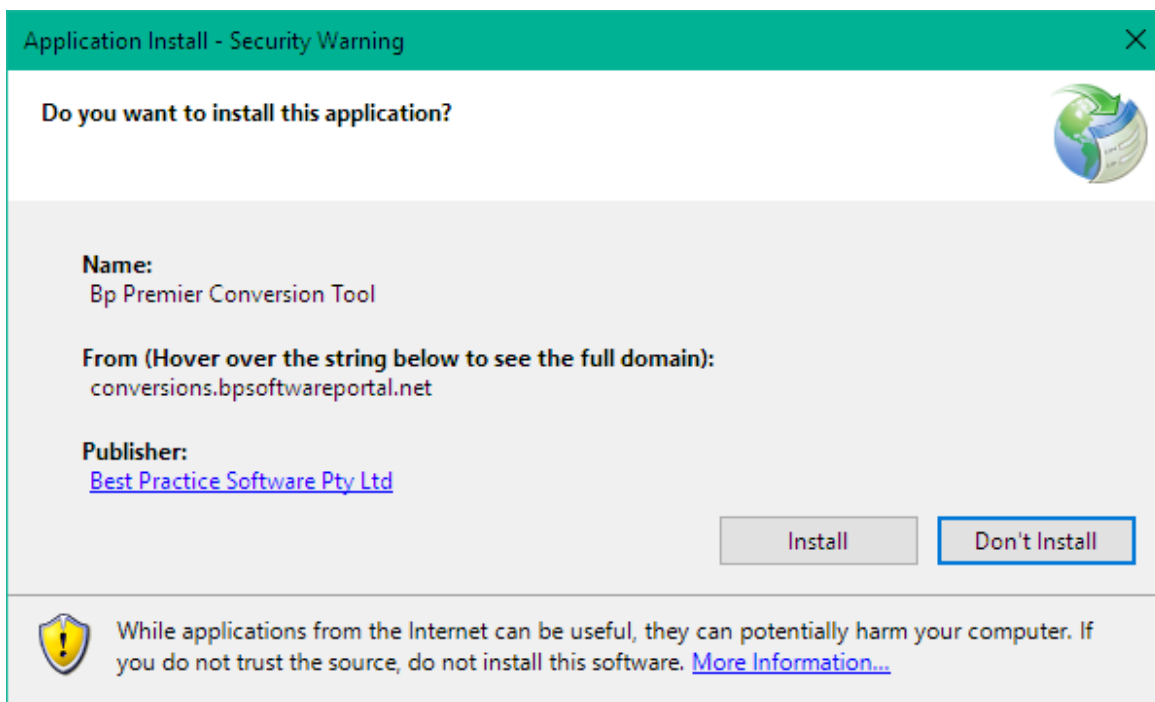 Application Install - Security Warning
Do you want to install this application?
Name:
Bp Premier Conversion Tool
From (Hover over the string below to see the full domain):
conversions.bpsoftwareportal.net
Publisher:
Best Practice Software Pty Ltd
Install
Don't Install
While applications from the Internet can be useful, they can potentially harm your computer. If
you do not trust the source, do not install this software. More Information...